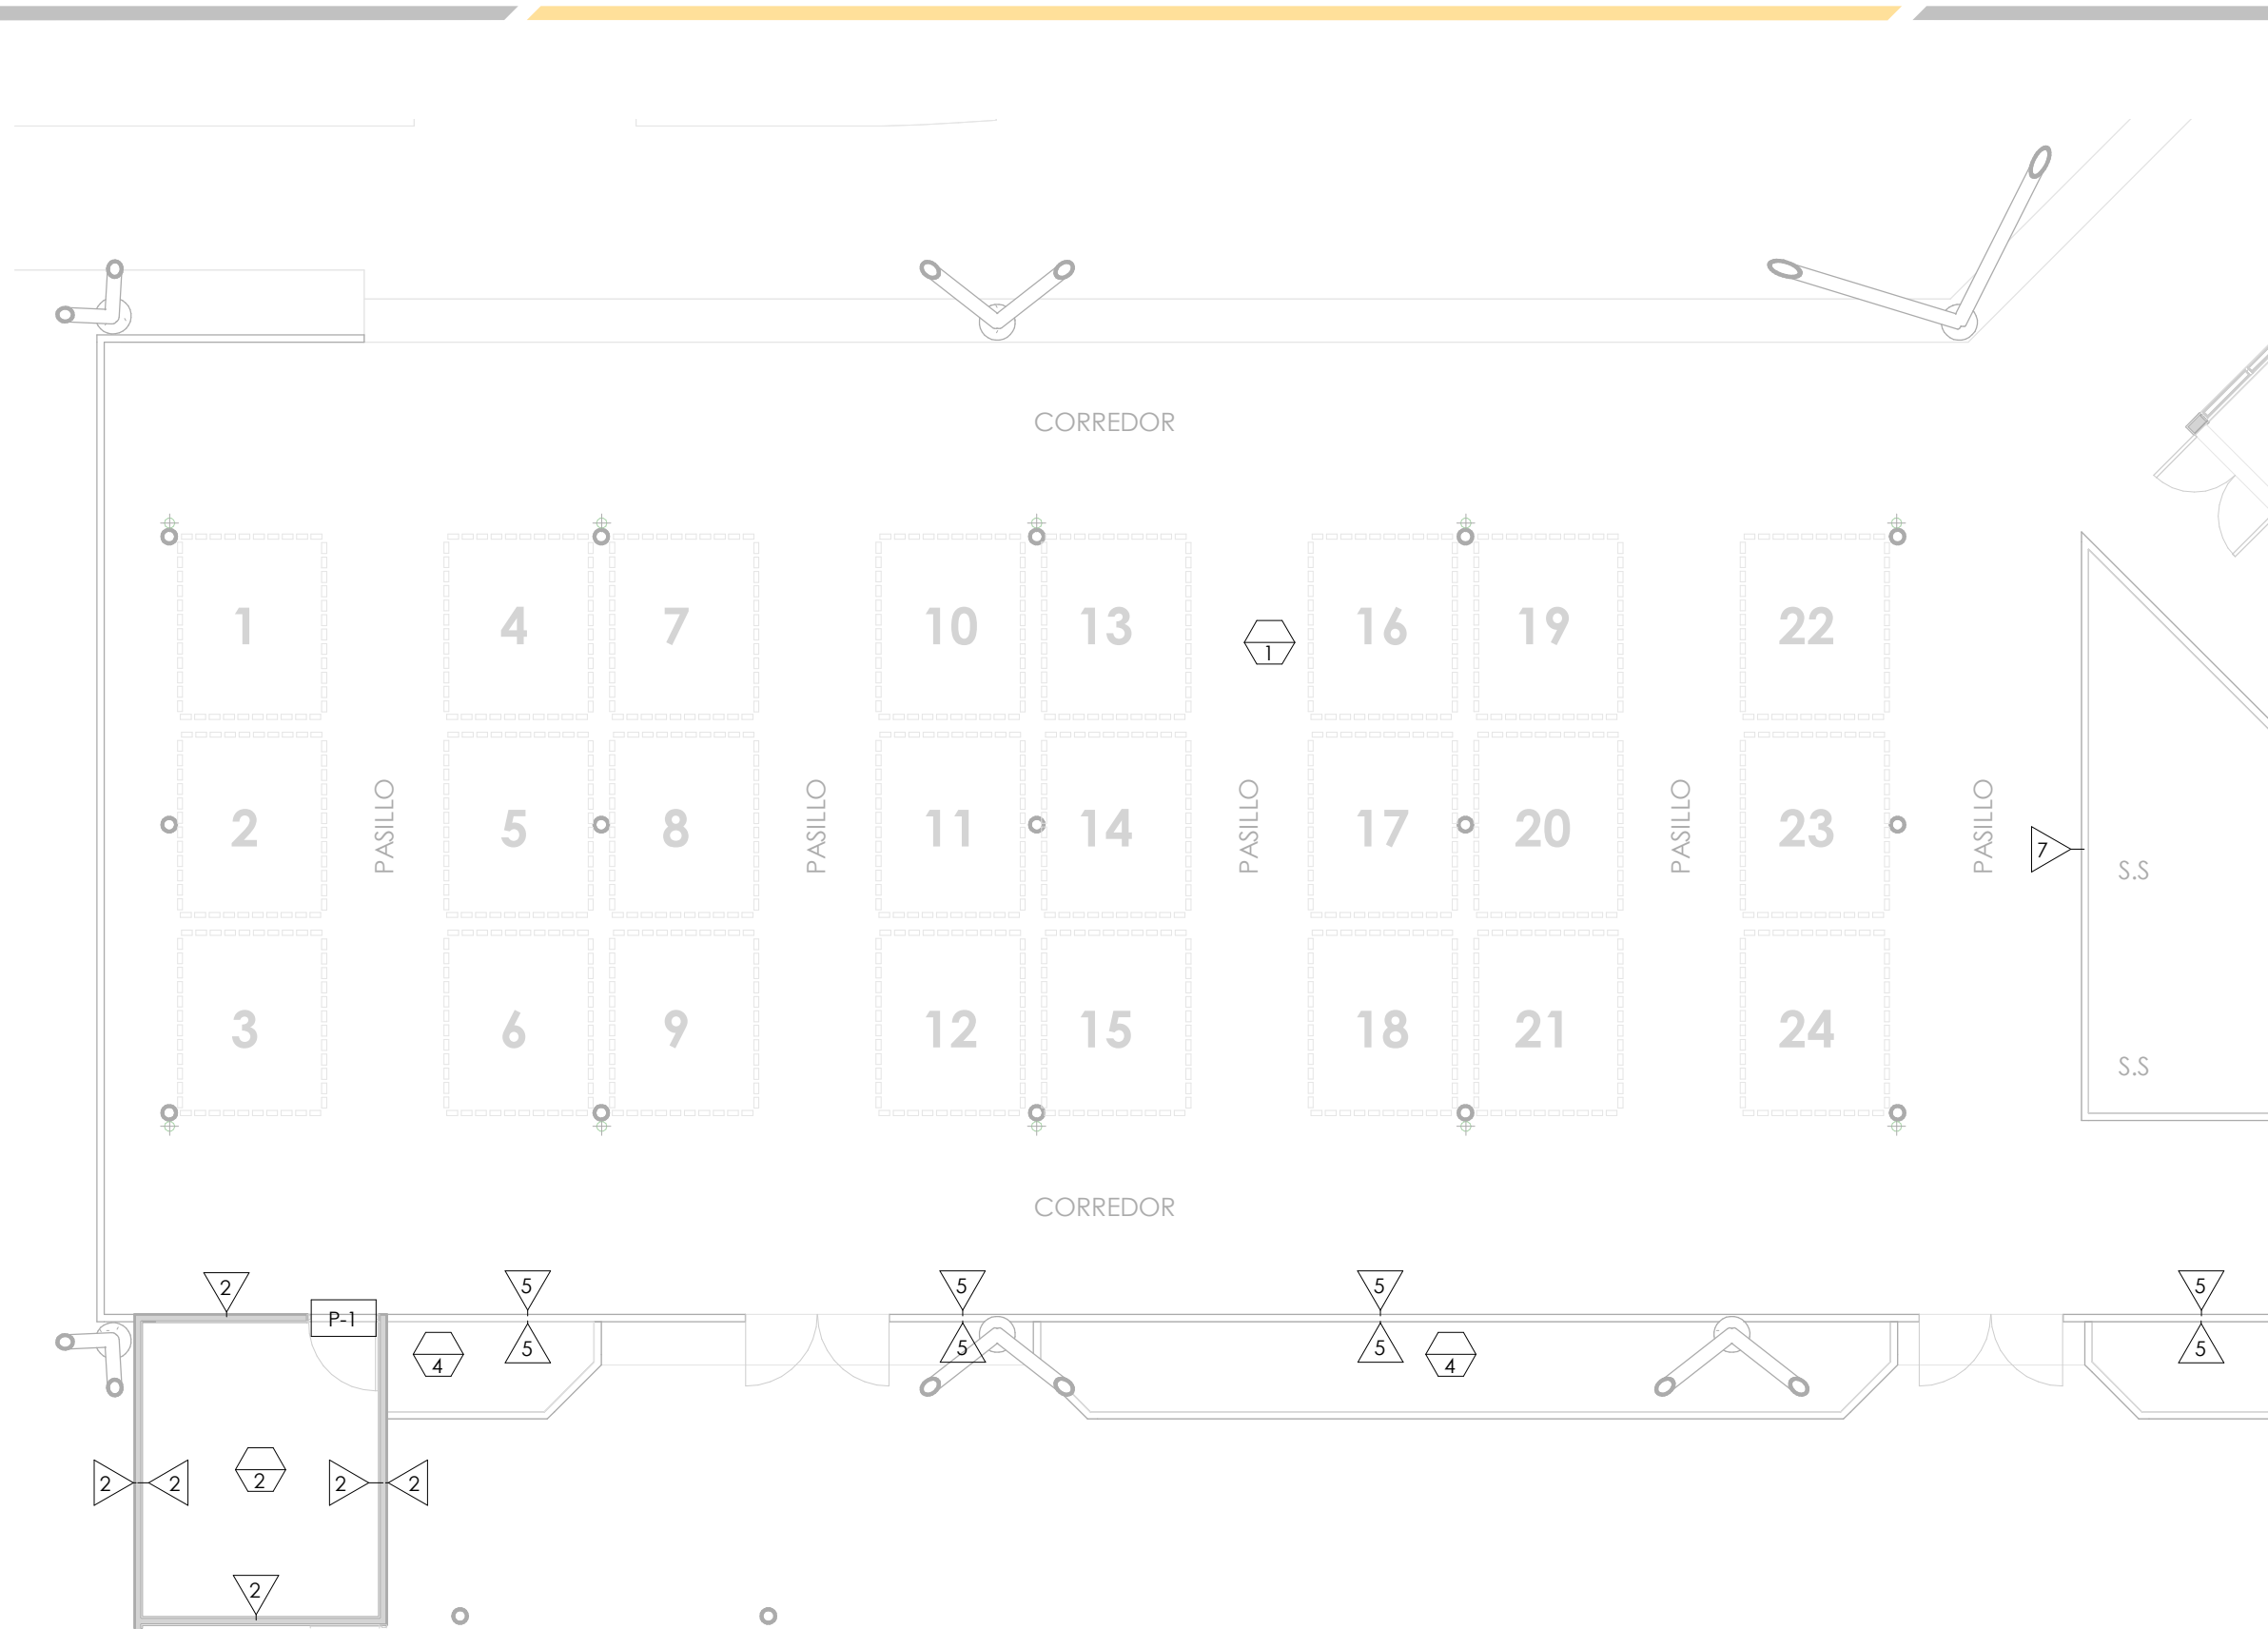 CORREDOR
1 4 7 10 13 16 19 22
1
2 5 8 11 14 17 20 23
PASILLO PASILLO PASILLO PASILLO PASILLO
7
S.S
3 6 9 12 15 18 21 24
S.S
CORREDOR
2 5 5 5 5
P-1
5 5 5 5
4 4
2
2 2 2 2
2